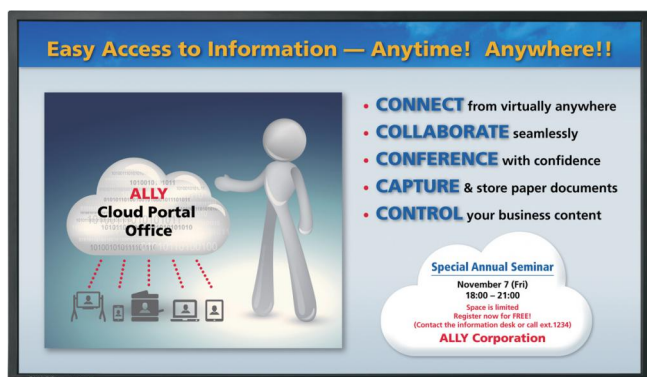 Easy Access to Information — Anytime! Anywhere!!
ALLY
Cloud Portal
Office
• CONNECT from virtually anywhere
• COLLABORATE seamlessly
• CONFERENCE with confidence
• CAPTURE & store paper documents
• CONTROL your business content
Special Annual Seminar
November 7 (Fri)
18:00 – 21:00
Space is limited
Register now for FREE!
(Contact the information desk or call ext.1234)
ALLY Corporation